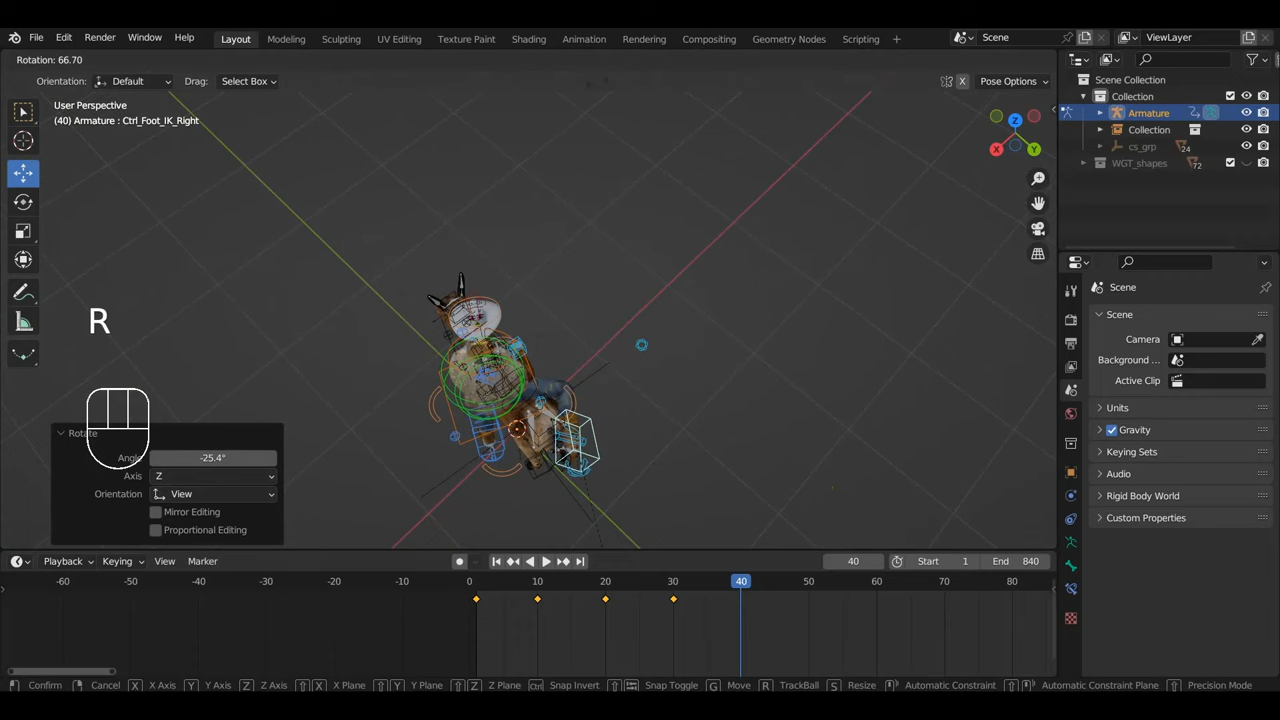 File Edit Render Window Help Layout Modeling Sculpting UV Editing Texture Paint Shading Animation Rendering Compositing Geometry Nodes Scripting + Scene ViewLayer
Rotation: 66.70
Orientation: Default Drag: Select Box X Pose Options
User Perspective
(40) Armature : Ctrl_Foot_IK_Right
Z
X Y
R
Rotate
Angle -25.4°
Axis Z
Orientation View
Mirror Editing
Proportional Editing
Scene Collection
Collection
Armature
Collection
cs_grp 24
WGT_shapes 72
Scene
Scene
Camera
Background ...
Active Clip
Units
Gravity
Keying Sets
Audio
Rigid Body World
Custom Properties
Playback Keying View Marker 40 Start 1 End 840
-60 -50 -40 -30 -20 -10 0 10 20 30 40 50 60 70 80
Confirm Cancel X X Axis Y Y Axis Z Z Axis X X Plane Y Y Plane Z Z Plane Ctrl Snap Invert Snap Toggle G Move R TrackBall S Resize Automatic Constraint Automatic Constraint Plane Precision Mode